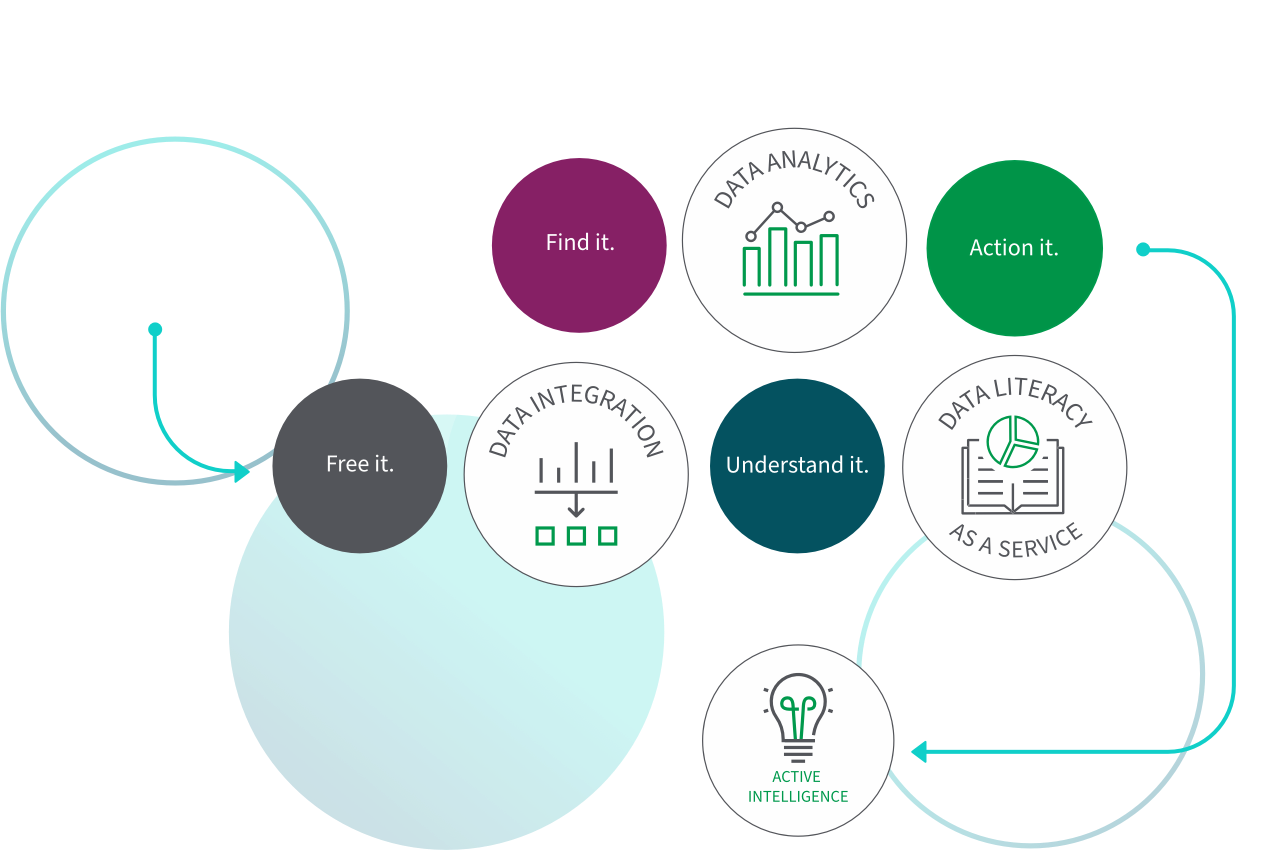 DATA ANALYTICS
Find it.
Action it.
DATA INTEGRATION
DATA LITERACY
Free it.
Understand it.
AS A SERVICE
ACTIVE
INTELLIGENCE